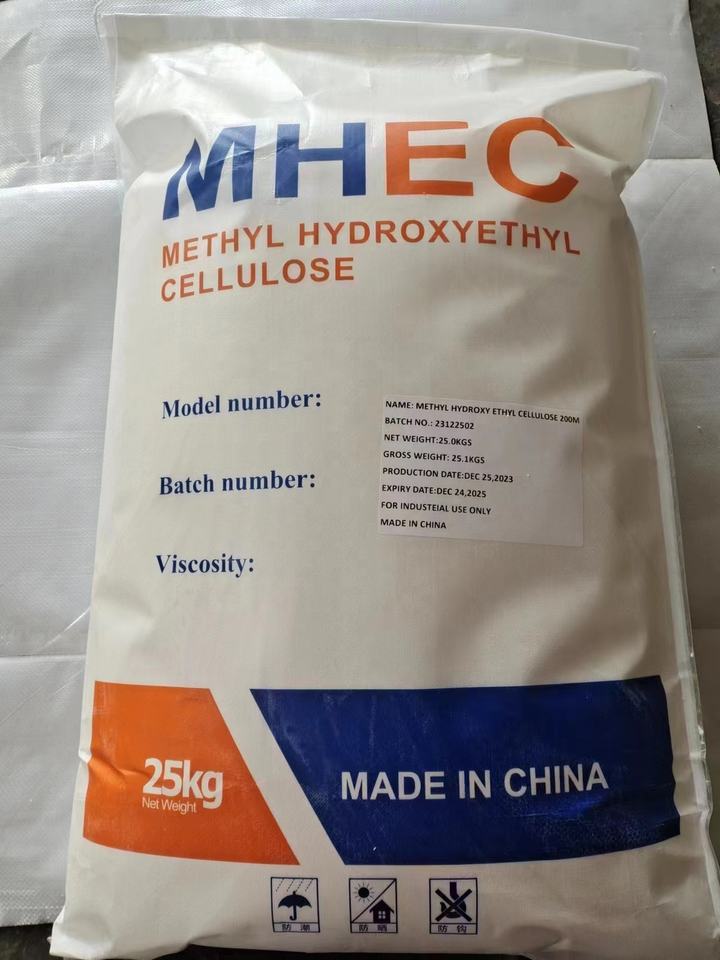 MHEC
METHYL HYDROXYETHYL
CELLULOSE
Model number:
Batch number:
Viscosity:
NAME: METHYL HYDROXY ETHYL CELLULOSE 200M
BATCH NO.: 23122502
NET WEIGHT:25.0KGS
GROSS WEIGHT: 25.1KGS
PRODUCTION DATE:DEC 25,2023
EXPIRY DATE:DEC 24,2025
FOR INDUSTEIAL USE ONLY
MADE IN CHINA
25kg
Net Weight
MADE IN CHINA
防潮
防晒
防钩